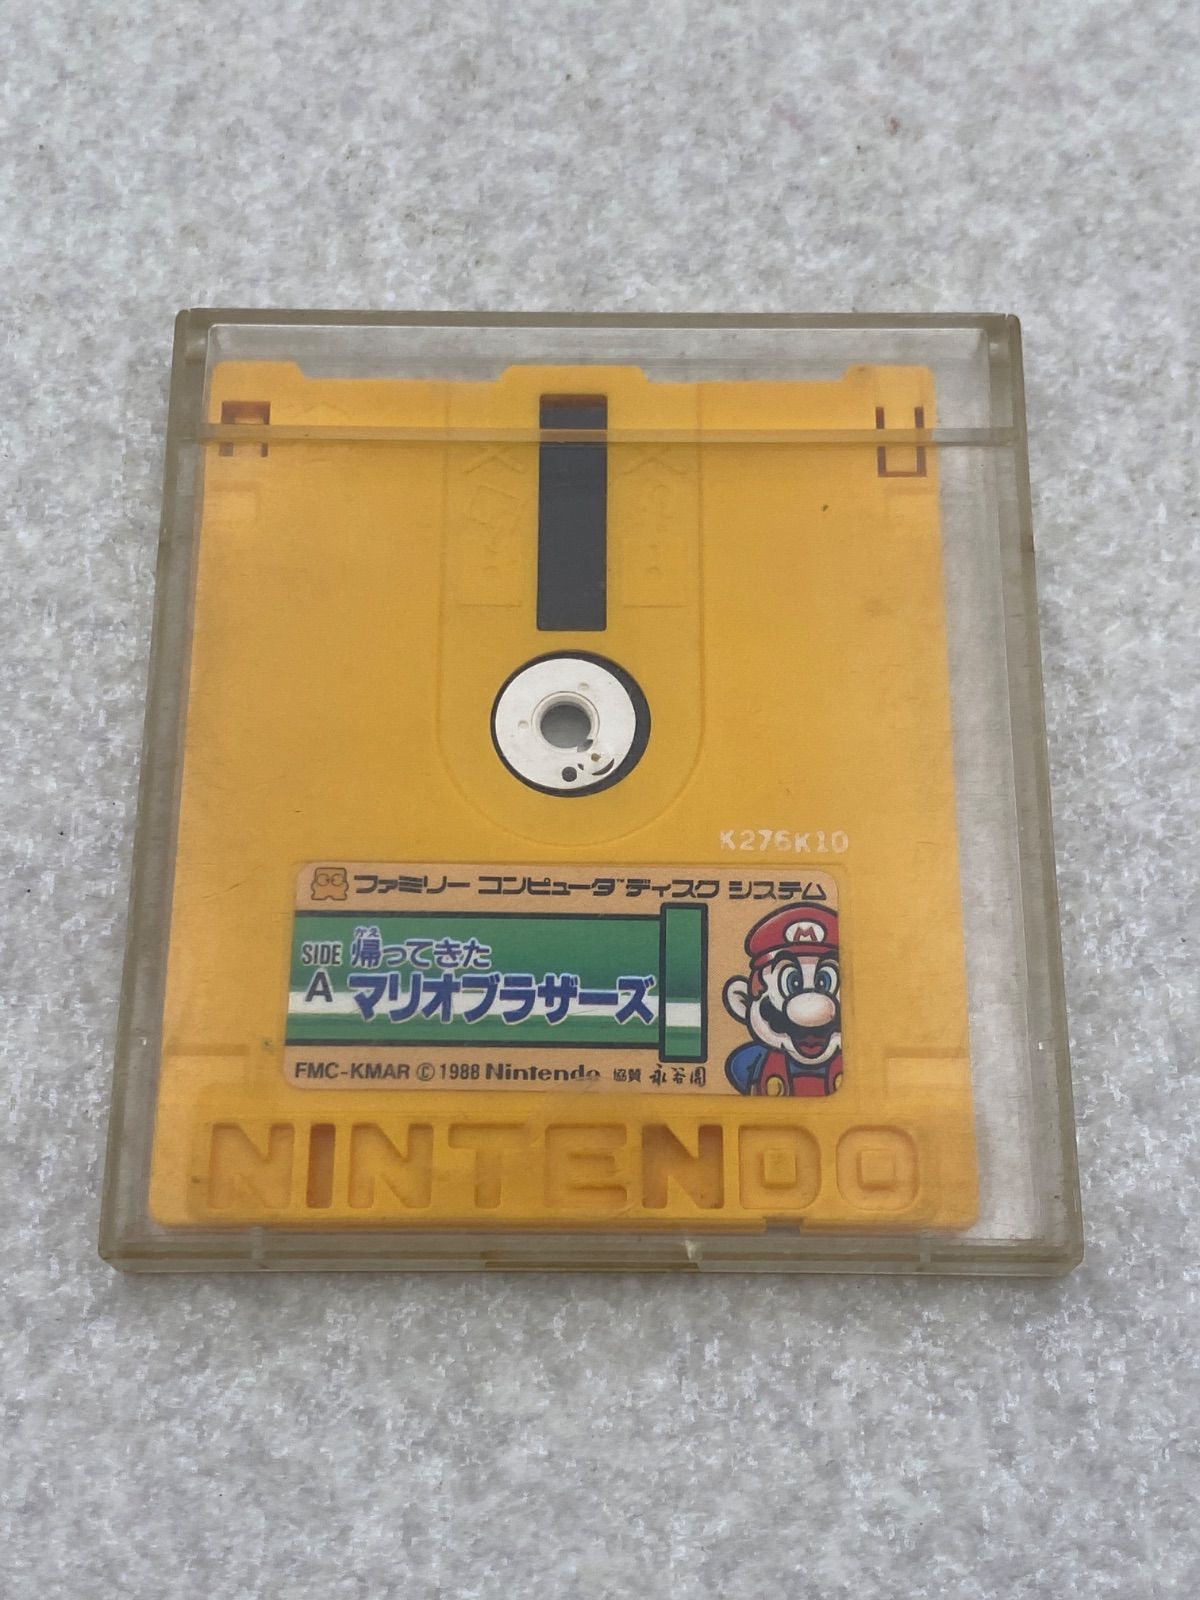 K276K10
ファミリー コンピュータ™ ディスク システム
SIDE A
かえ
帰ってきた
マリオブラザーズ
M
FMC-KMAR © 1988 Nintendo 協賛 永谷園
NINTENDO